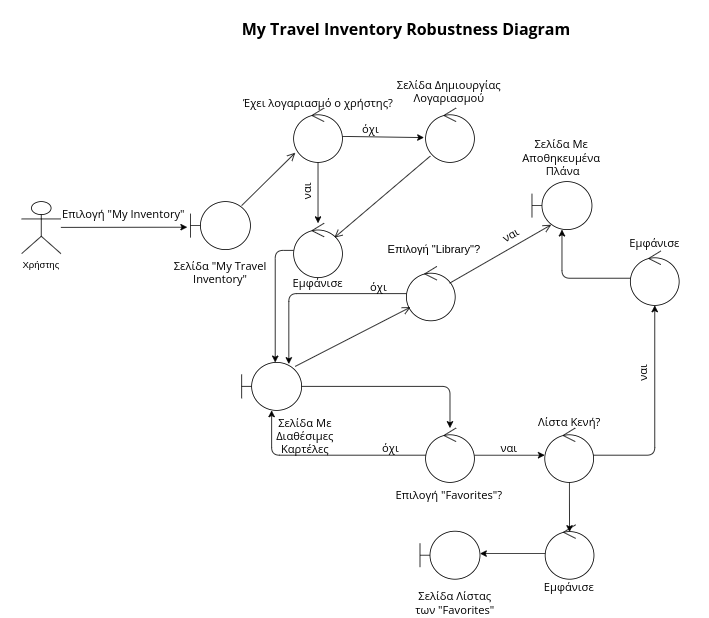 My Travel Inventory Robustness Diagram
Σελίδα Δημιουργίας
Λογαριασμού
Έχει λογαριασμό ο χρήστης?
όχι
Σελίδα Με
Αποθηκευμένα
Πλάνα
ναι
Επιλογή "My Inventory"
ναι
Εμφάνισε
Επιλογή "Library"?
Χρήστης
Σελίδα "My Travel
Inventory"
Εμφάνισε
όχι
ναι
Σελίδα Με
Διαθέσιμες
Καρτέλες
Λίστα Κενή?
όχι
ναι
Επιλογή "Favorites"?
Εμφάνισε
Σελίδα Λίστας
των "Favorites"